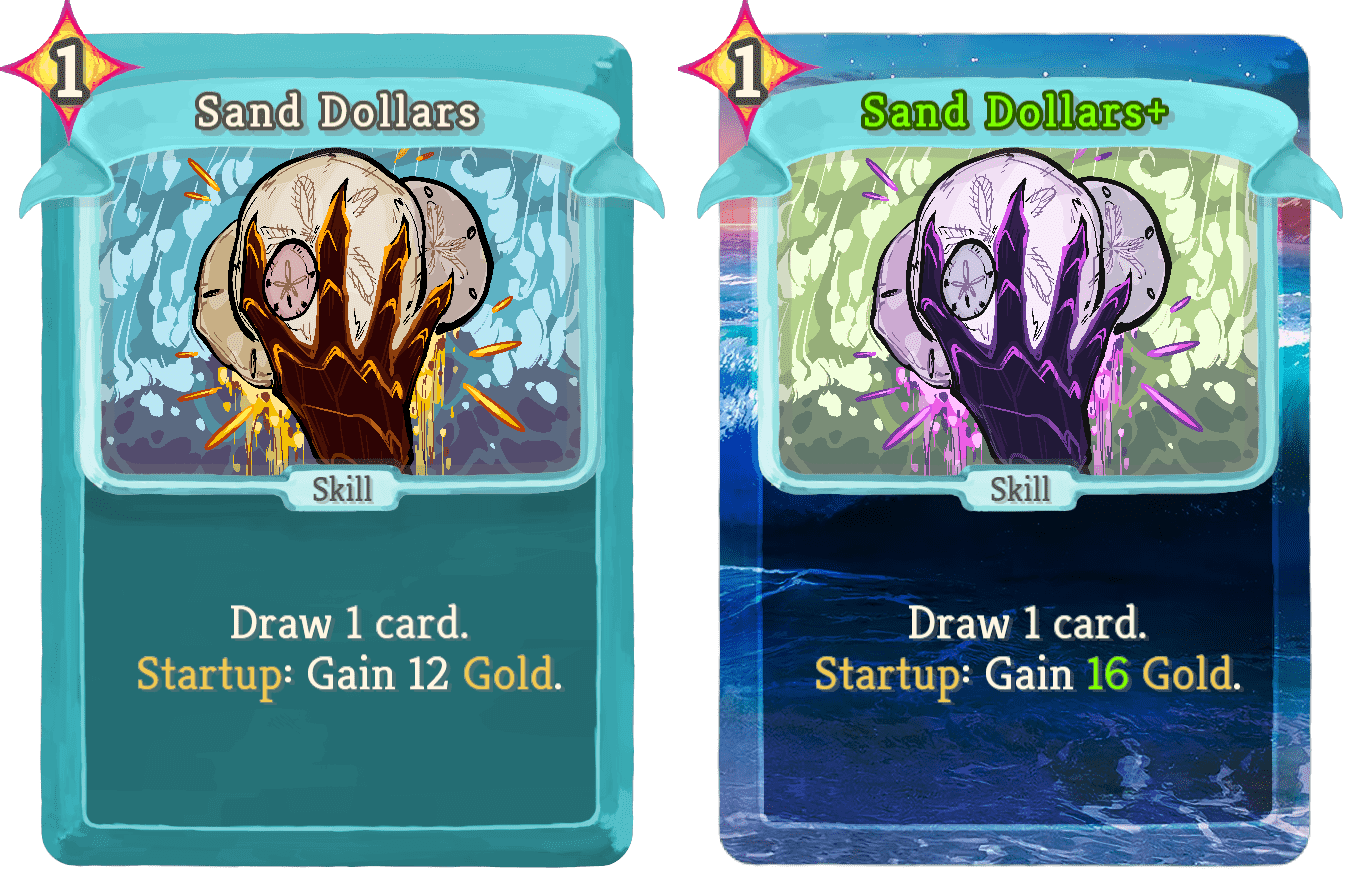 1
Sand Dollars
Skill
Draw 1 card.
Startup: Gain 12 Gold.
1
Sand Dollars+
Skill
Draw 1 card.
Startup: Gain 16 Gold.